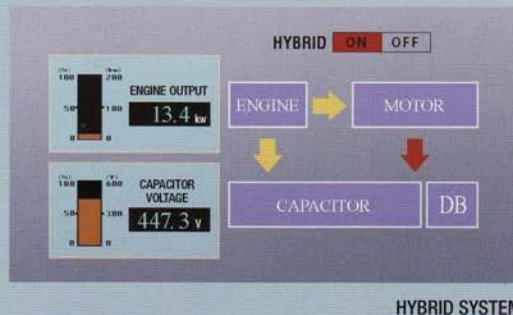 HYBRID ON OFF
(%) (kw)
100 200
50 100
0 0
ENGINE OUTPUT
13.4 kw
ENGINE
MOTOR
(%) (V)
100 600
50 300
0 0
CAPACITOR
VOLTAGE
447.3 v
CAPACITOR
DB
HYBRID SYSTEM